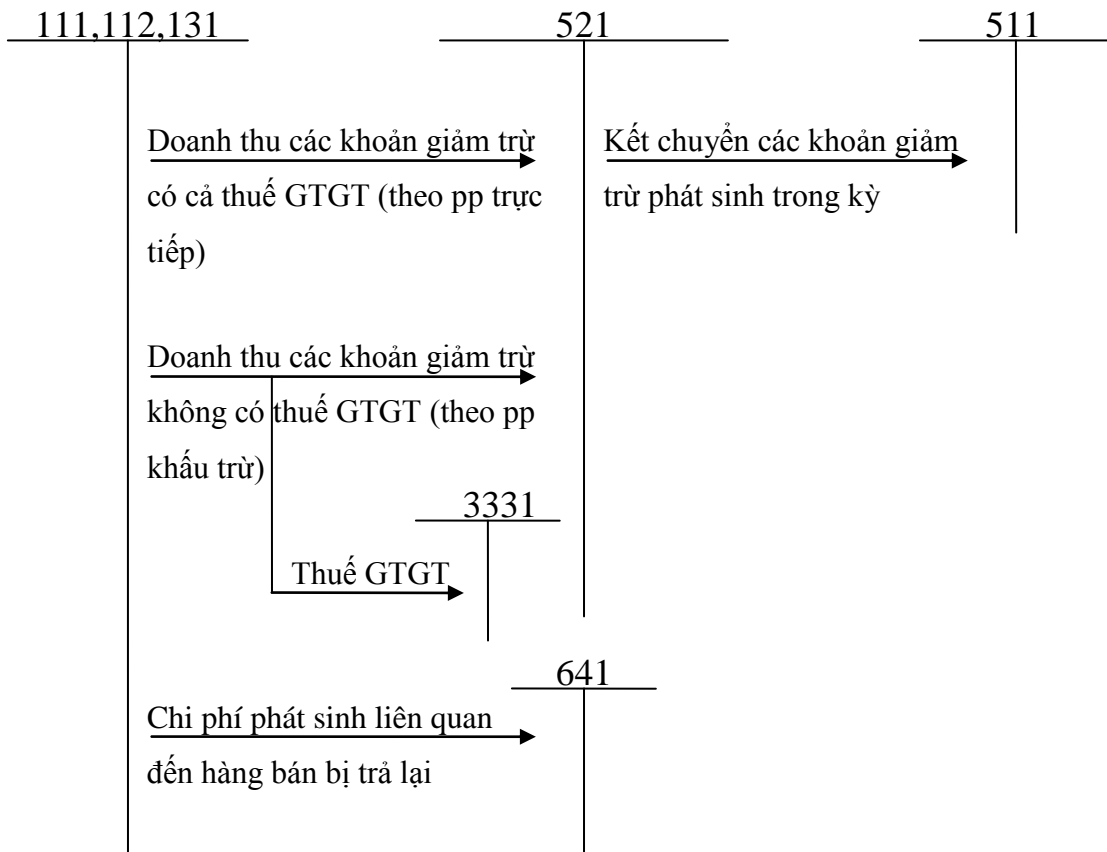 111,112,131
521
511
Doanh thu các khoản giảm trừ
có cả thuế GTGT (theo pp trực
tiếp)
Kết chuyển các khoản giảm
trừ phát sinh trong kỳ
Doanh thu các khoản giảm trừ
không có thuế GTGT (theo pp
khấu trừ)
3331
Thuế GTGT
641
Chi phí phát sinh liên quan
đến hàng bán bị trả lại